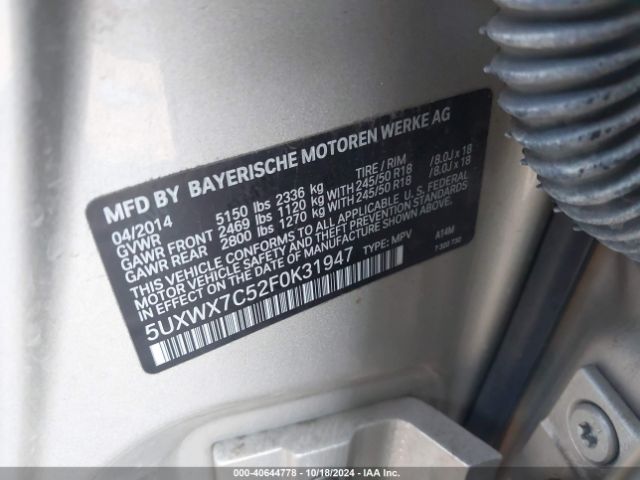 MFD BY BAYERISCHE MOTOREN WERKE AG
04/2014 TIRE / RIM
GVWR 5150 lbs 2336 kg
GAWR FRONT 2469 lbs 1120 kg WITH 245/50 R18 /8.0J x 18
GAWR REAR 2800 lbs 1270 kg WITH 245/50 R18 /8.0J x 18
THIS VEHICLE CONFORMS TO ALL APPLICABLE U.S. FEDERAL
MOTOR VEHICLE SAFETY AND THEFT PREVENTION STANDARDS
IN EFFECT ON THE DATE OF MANUFACTURE SHOWN ABOVE.
5UXWX7C52F0K31947 TYPE: MPV A14M
7 320 732
000-40644778 - 10/18/2024 - IAA Inc.